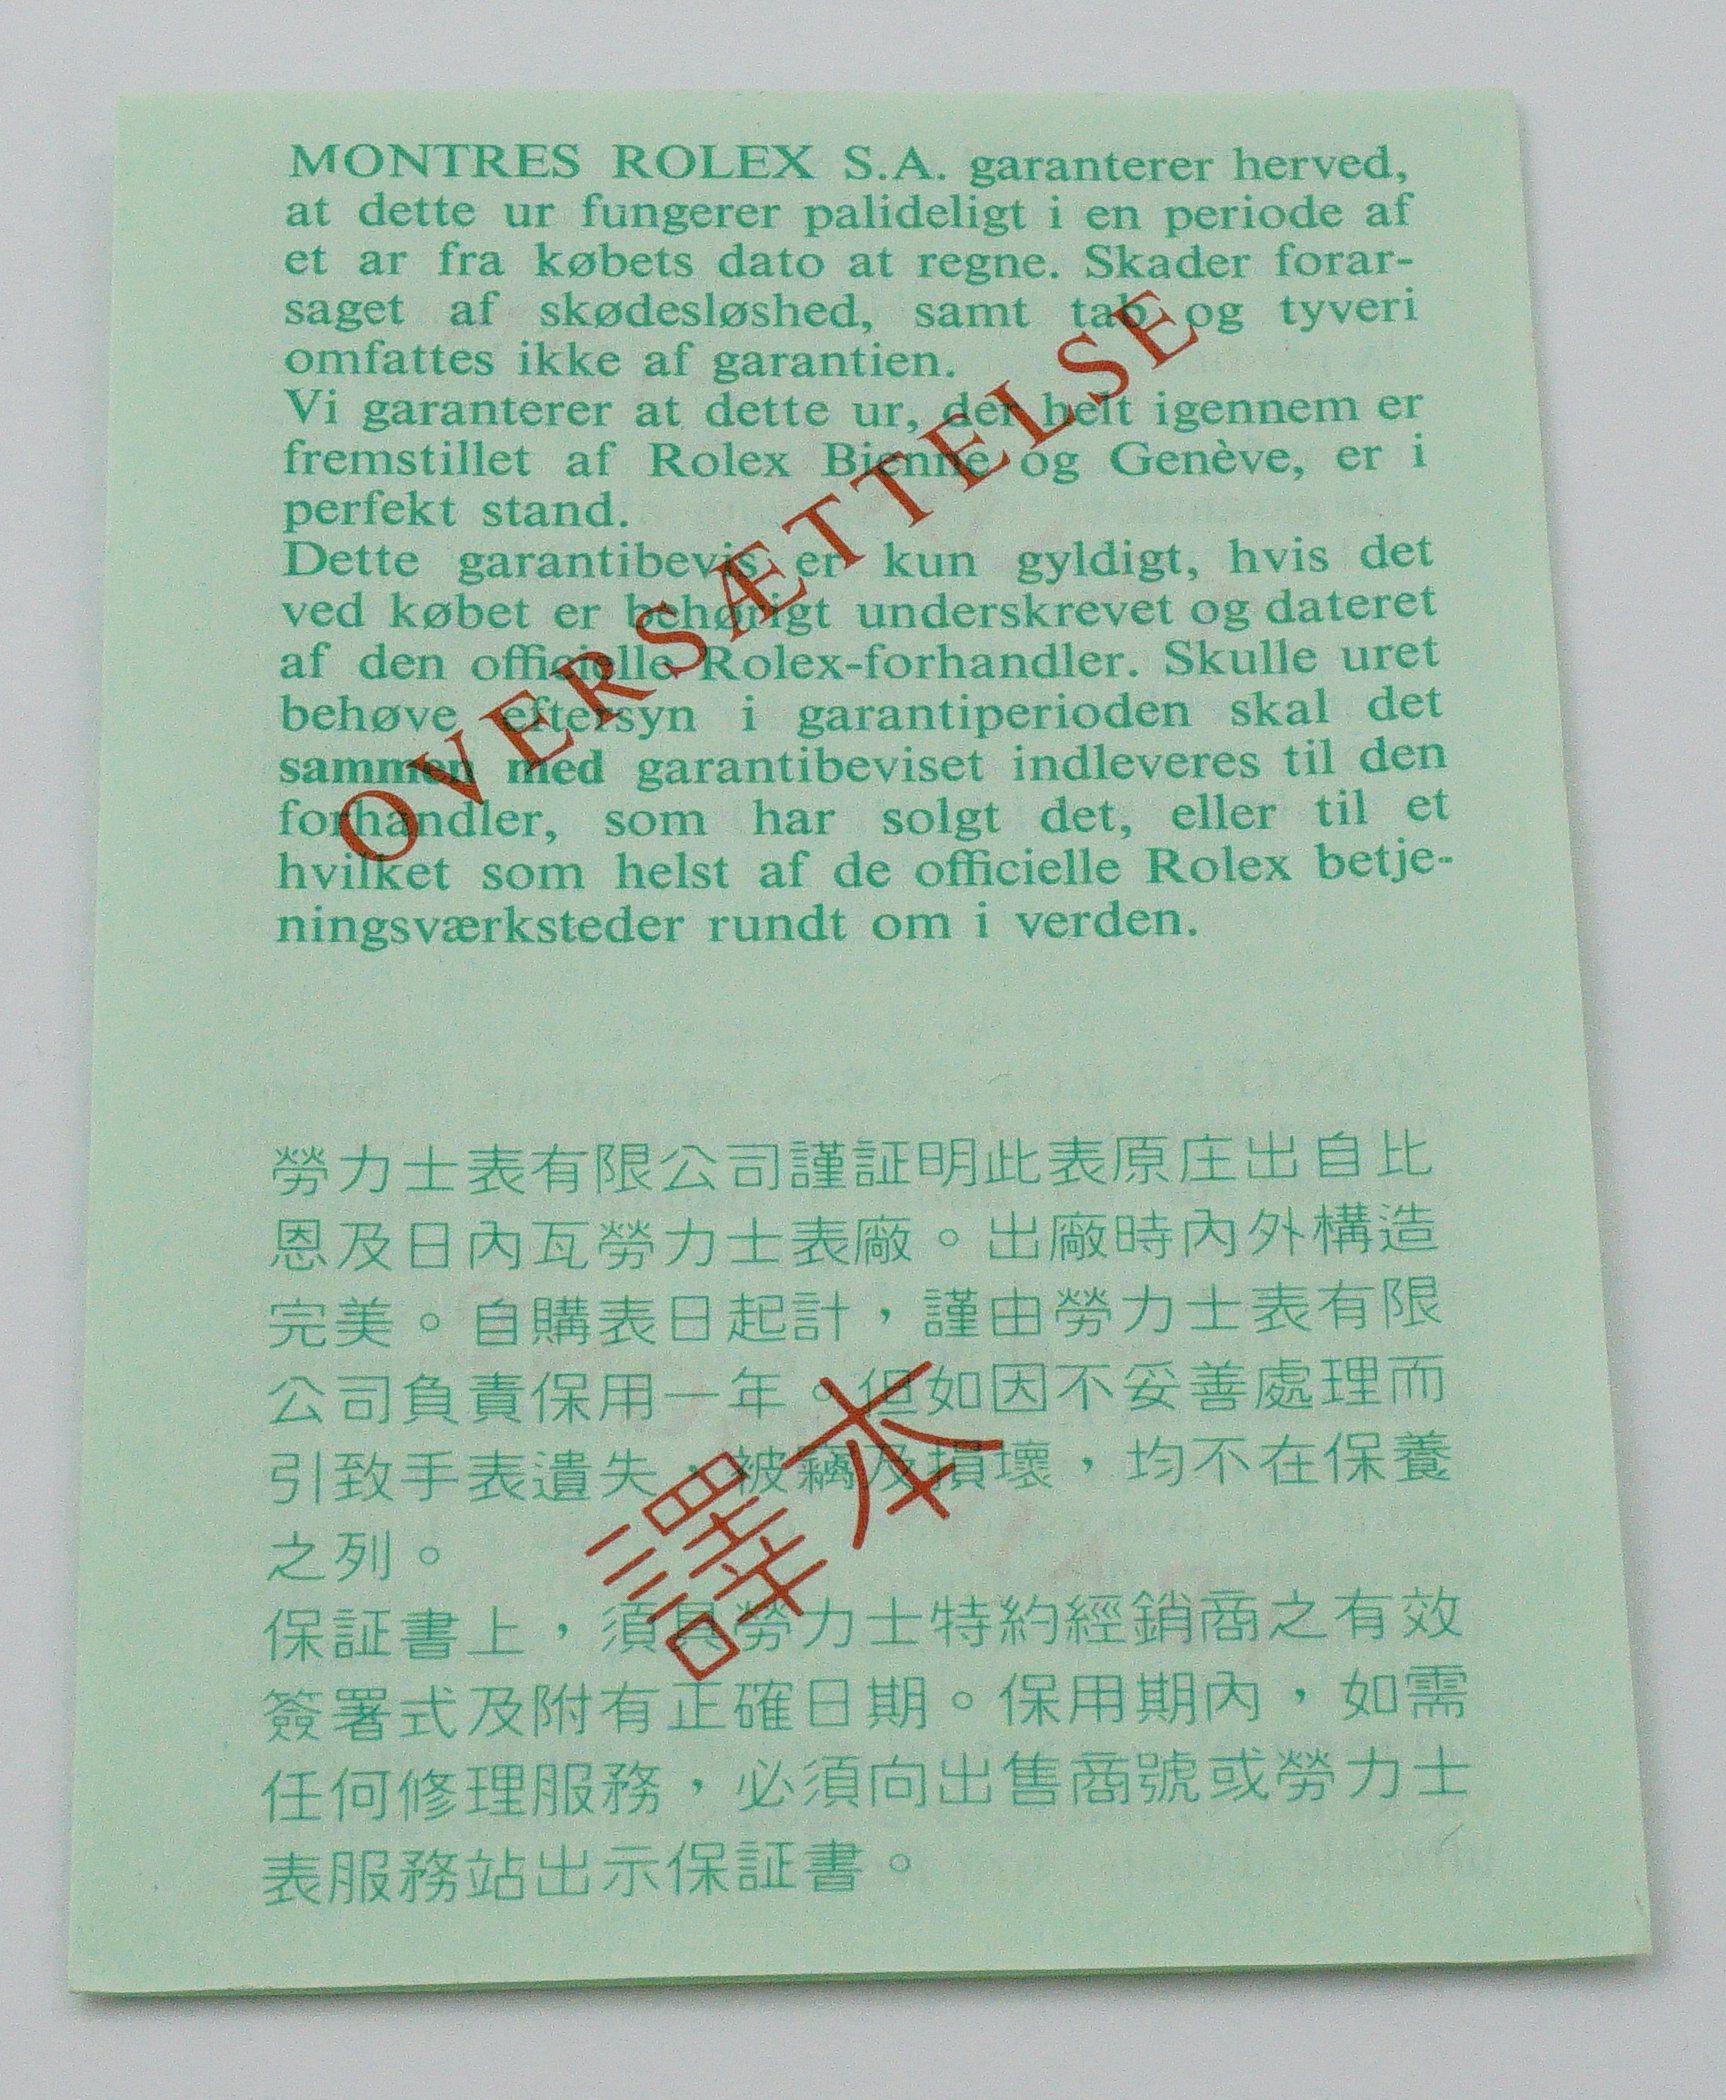 MONTRES ROLEX S.A. garanterer herved,
at dette ur fungerer palideligt i en periode af
et ar fra købets dato at regne. Skader forar-
saget af skødesløshed, samt tab og tyveri
omfattes ikke af garantien.
Vi garanterer at dette ur, der helt igennem er
fremstillet af Rolex Bienne og Genève, er i
perfekt stand.
Dette garantibevis er kun gyldigt, hvis det
ved købet er behørigt underskrevet og dateret
af den officielle Rolex-forhandler. Skulle uret
behøve eftersyn i garantiperioden skal det
sammen med garantibeviset indleveres til den
forhandler, som har solgt det, eller til et
hvilket som helst af de officielle Rolex betje-
ningsværksteder rundt om i verden.
OVERSÆTTELSE
勞力士表有限公司謹証明此表原庄出自比
恩及日內瓦勞力士表廠。出廠時內外構造
完美。自購表日起計，謹由勞力士表有限
公司負責保用一年。但如因不妥善處理而
引致手表遺失，被竊及損壞，均不在保養
之列。
保証書上，須具勞力士特約經銷商之有效
簽署式及附有正確日期。保用期內，如需
任何修理服務，必須向出售商號或勞力士
表服務站出示保証書。
譯本